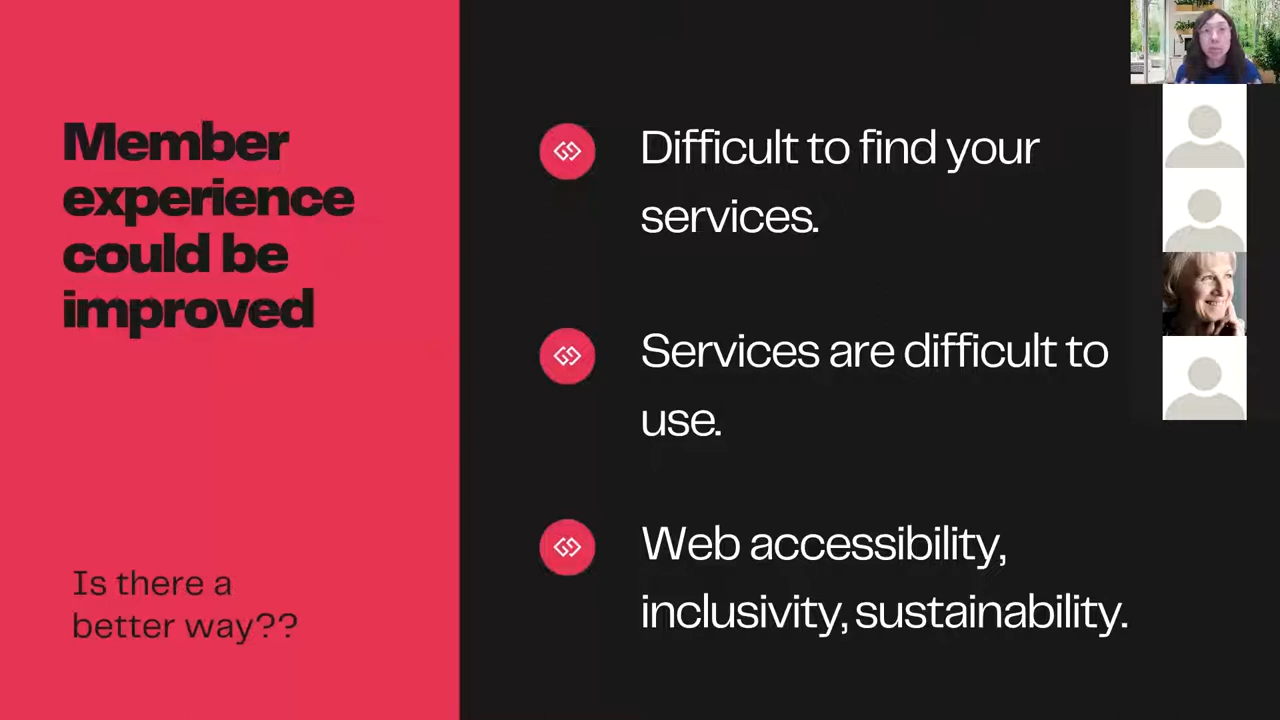 Member
experience
could be
improved
Is there a
better way??
Difficult to find your
services.
Services are difficult to
use.
Web accessibility,
inclusivity, sustainability.